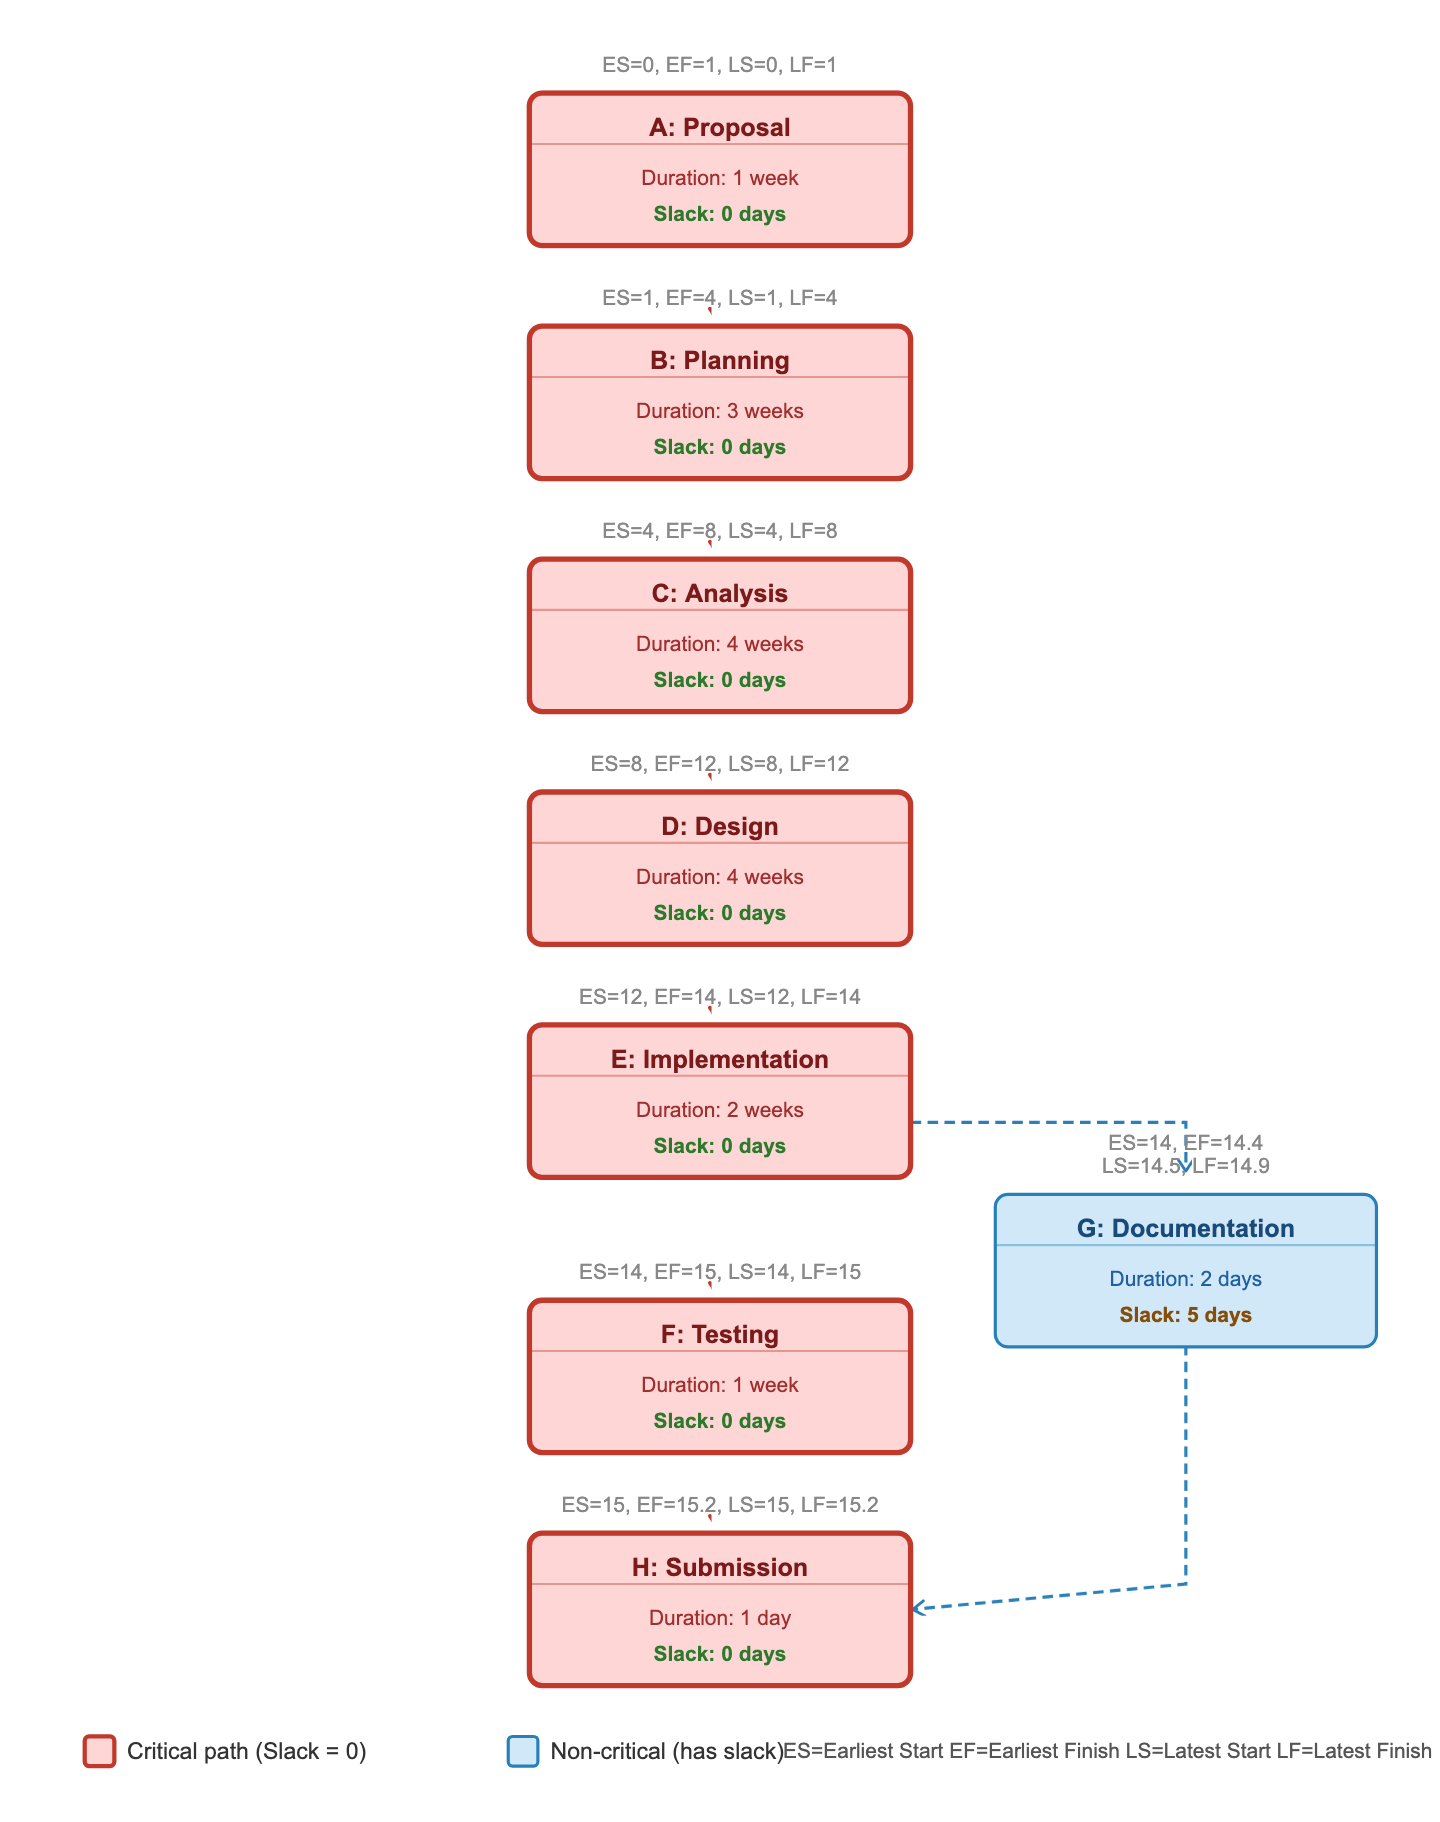 ES=0, EF=1, LS=0, LF=1
A: Proposal
Duration: 1 week
Slack: 0 days
ES=1, EF=4, LS=1, LF=4
B: Planning
Duration: 3 weeks
Slack: 0 days
ES=4, EF=8, LS=4, LF=8
C: Analysis
Duration: 4 weeks
Slack: 0 days
ES=8, EF=12, LS=8, LF=12
D: Design
Duration: 4 weeks
Slack: 0 days
ES=12, EF=14, LS=12, LF=14
E: Implementation
Duration: 2 weeks
Slack: 0 days
ES=14, EF=14.4
LS=14.5, LF=14.9
G: Documentation
Duration: 2 days
Slack: 5 days
ES=14, EF=15, LS=14, LF=15
F: Testing
Duration: 1 week
Slack: 0 days
ES=15, EF=15.2, LS=15, LF=15.2
H: Submission
Duration: 1 day
Slack: 0 days
Critical path (Slack = 0)
Non-critical (has slack)
ES=Earliest Start EF=Earliest Finish LS=Latest Start LF=Latest Finish